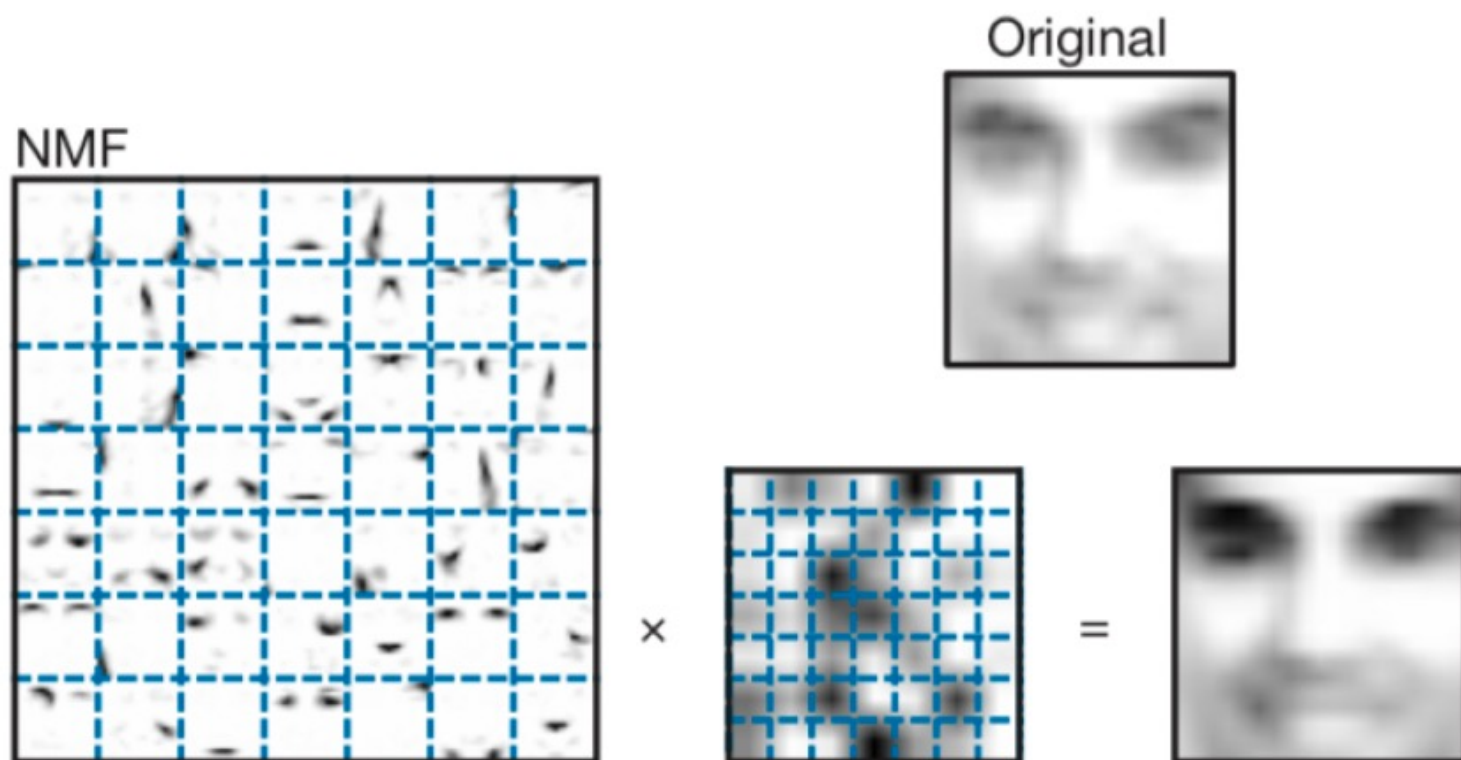 Original
NMF
×
=